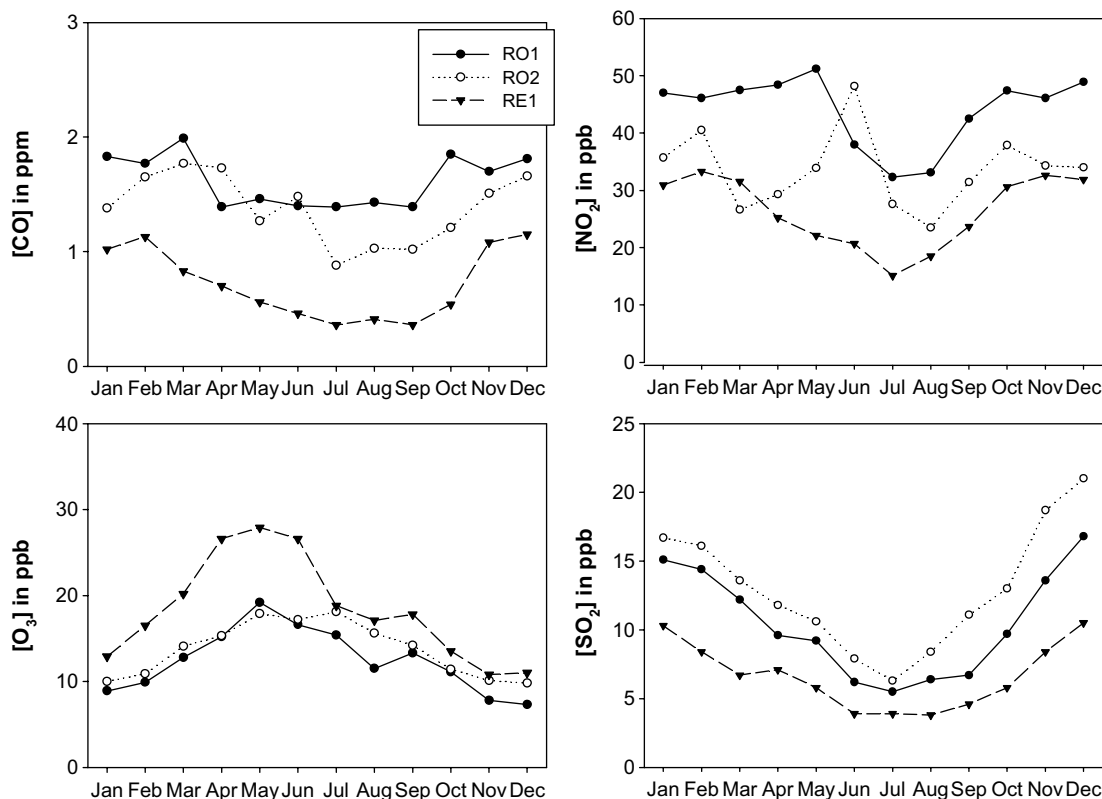 [CO] in ppm
3
2
1
0
RO1
RO2
RE1
Jan Feb Mar Apr May Jun Jul Aug Sep Oct Nov Dec
[NO2] in ppb
60
50
40
30
20
10
0
Jan Feb Mar Apr May Jun Jul Aug Sep Oct Nov Dec
[O3] in ppb
40
30
20
10
0
Jan Feb Mar Apr May Jun Jul Aug Sep Oct Nov Dec
[SO2] in ppb
25
20
15
10
5
0
Jan Feb Mar Apr May Jun Jul Aug Sep Oct Nov Dec